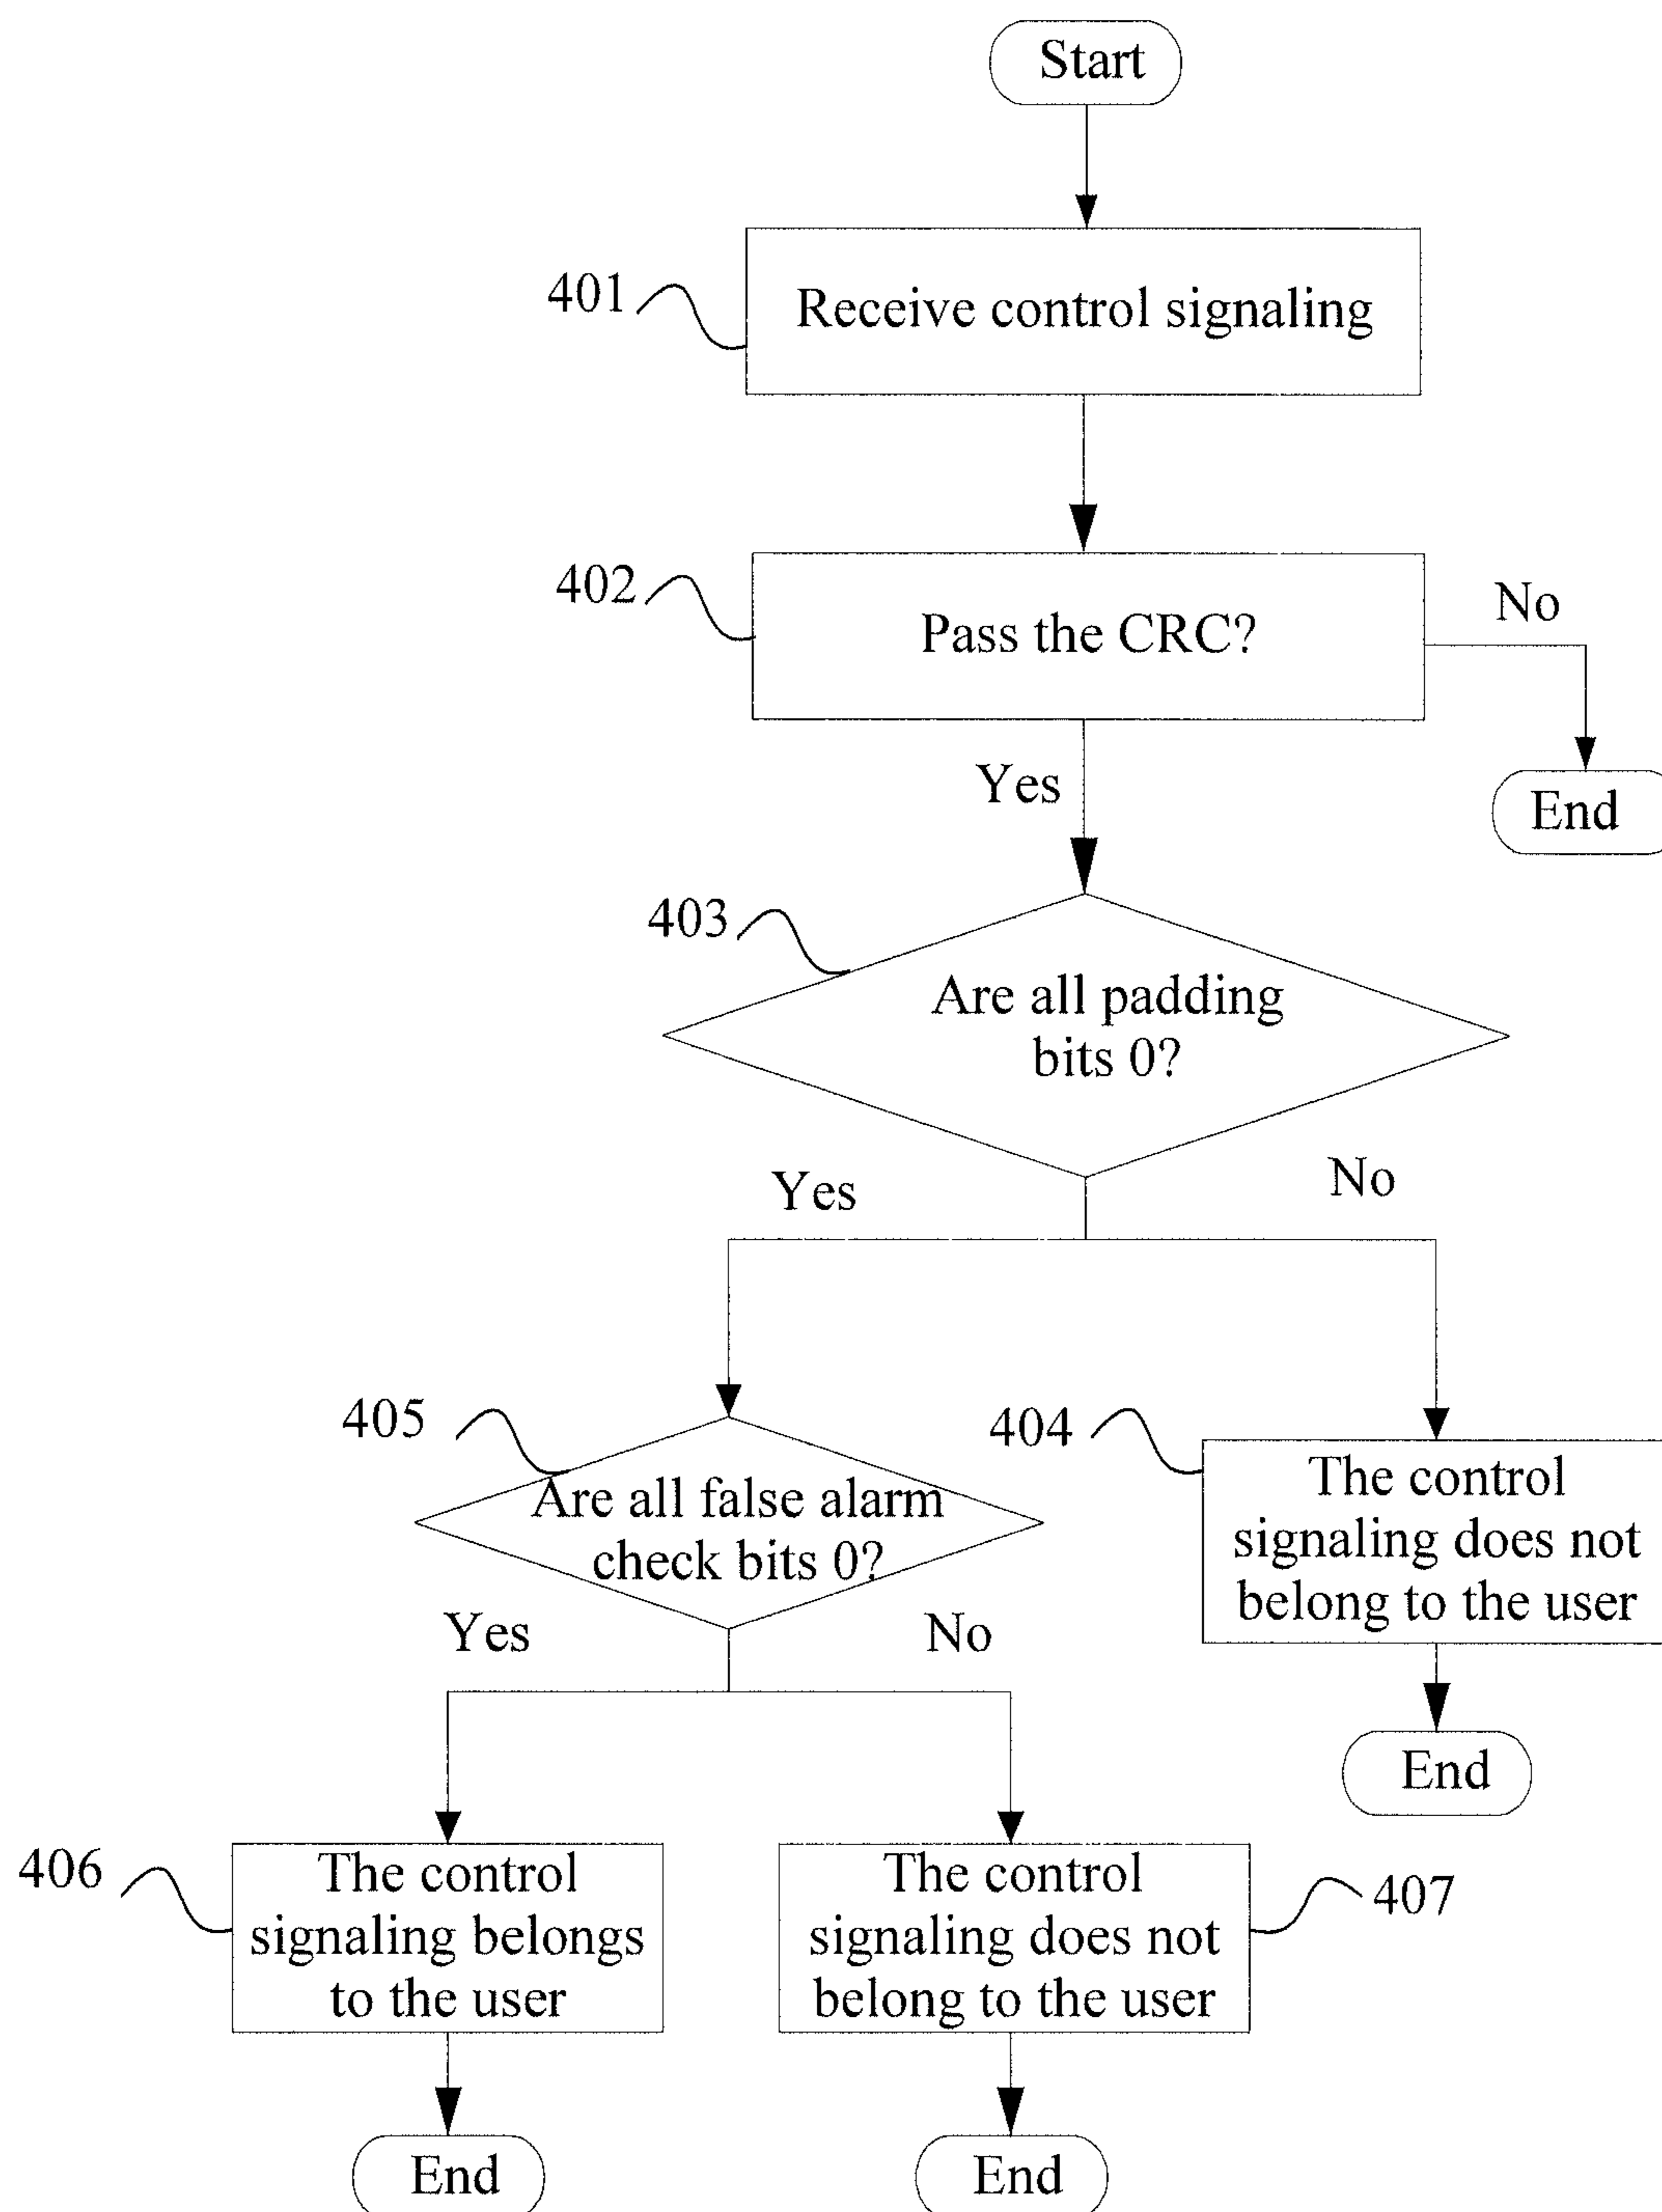 Start
401
Receive control signaling
402
Pass the CRC?
No
Yes
End
403
Are all padding
bits 0?
Yes
No
405
Are all false alarm
check bits 0?
404
The control
signaling does not
belong to the user
Yes
No
End
406
The control
signaling belongs
to the user
The control
signaling does not
belong to the user
407
End
End